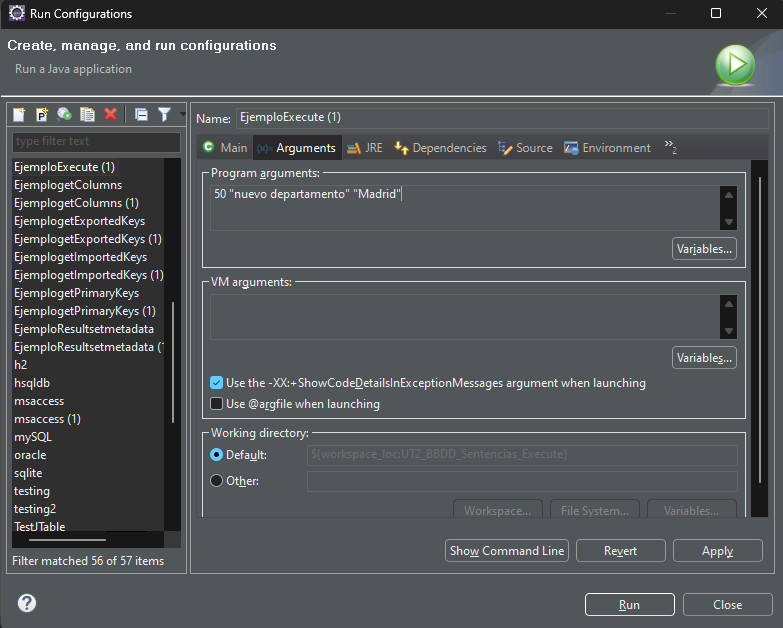 Run Configurations
Create, manage, and run configurations
Run a Java application
type filter text
EjemploExecute (1)
EjemplogetColumns
EjemplogetColumns (1)
EjemplogetExportedKeys
EjemplogetExportedKeys (1)
EjemplogetImportedKeys
EjemplogetImportedKeys (1)
EjemplogetPrimaryKeys
EjemplogetPrimaryKeys (1)
EjemploResultsetmetadata
EjemploResultsetmetadata (1
h2
hsqldb
msaccess
msaccess (1)
mySQL
oracle
sqlite
testing
testing2
TestJTable
Filter matched 56 of 57 items
Name: EjemploExecute (1)
Main (x)= Arguments JRE Dependencies Source Environment »2
Program arguments:
50 "nuevo departamento" "Madrid"
Variables...
VM arguments:
Variables...
Use the -XX:+ShowCodeDetailsInExceptionMessages argument when launching
Use @argfile when launching
Working directory:
Default: ${workspace_loc:UT2_BBDD_Sentencias_Execute}
Other:
Workspace... File System... Variables...
Show Command Line Revert Apply
Run Close